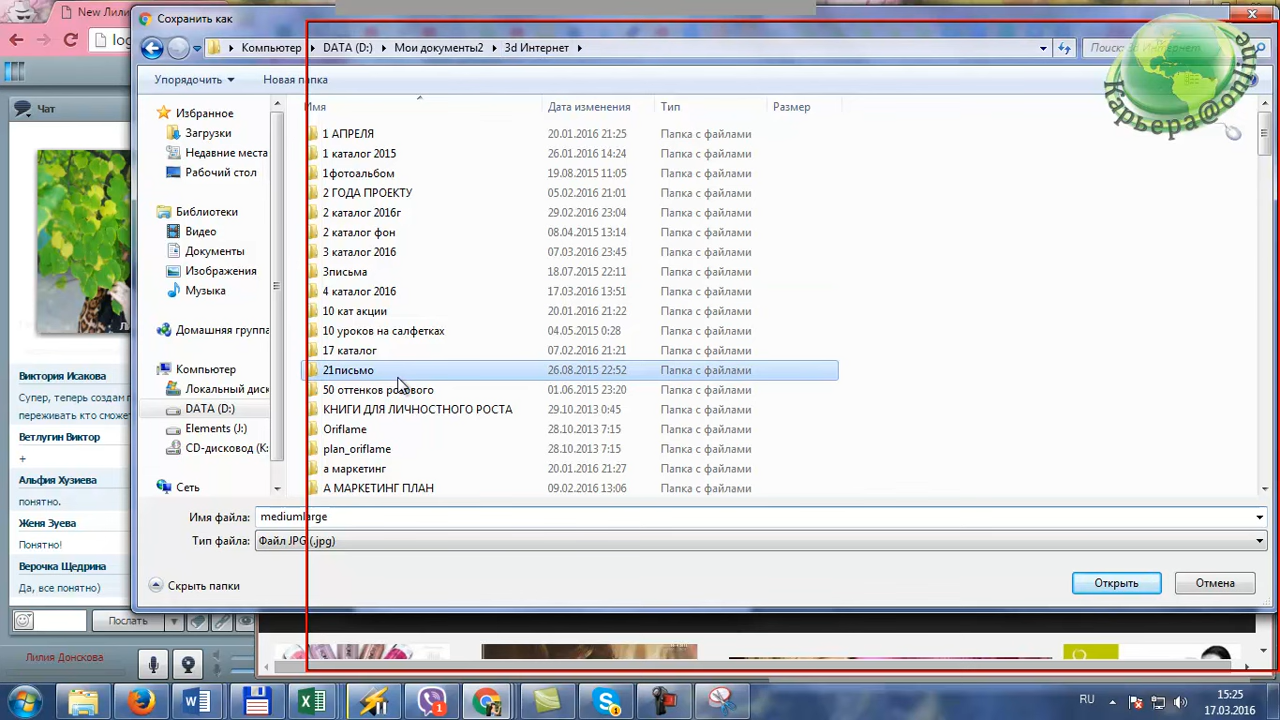 New Лили
Сохранить как
log
Компьютер
DATA (D:)
Мои документы2
3d Интернет
Упорядочить
Новая папка
Карьера@online
Чат
Имя
Дата изменения
Тип
Размер
Избранное
Загрузки
Недавние места
Рабочий стол
Библиотеки
Видео
Документы
Изображения
Музыка
Домашняя группа
Компьютер
Локальный диск
DATA (D:)
Elements (J:)
CD-дисковод (K:
Сеть
1 АПРЕЛЯ 20.01.2016 21:25 Папка с файлами
1 каталог 2015 26.01.2016 14:24 Папка с файлами
1фотоальбом 19.08.2015 11:05 Папка с файлами
2 ГОДА ПРОЕКТУ 05.02.2016 21:01 Папка с файлами
2 каталог 2016г 29.02.2016 23:04 Папка с файлами
2 каталог фон 08.04.2015 13:14 Папка с файлами
3 каталог 2016 07.03.2016 23:45 Папка с файлами
3письма 18.07.2015 22:11 Папка с файлами
4 каталог 2016 17.03.2016 13:51 Папка с файлами
10 кат акции 20.01.2016 21:22 Папка с файлами
10 уроков на салфетках 04.05.2015 0:28 Папка с файлами
17 каталог 07.02.2016 21:21 Папка с файлами
21письмо 26.08.2015 22:52 Папка с файлами
50 оттенков розового 01.06.2015 23:20 Папка с файлами
КНИГИ ДЛЯ ЛИЧНОСТНОГО РОСТА 29.10.2013 0:45 Папка с файлами
Oriflame 28.10.2013 7:15 Папка с файлами
plan_oriflame 28.10.2013 7:15 Папка с файлами
а маркетинг 20.01.2016 21:27 Папка с файлами
А МАРКЕТИНГ ПЛАН 09.02.2016 13:06 Папка с файлами
Имя файла: mediumlarge
Тип файла: Файл JPG (.jpg)
Скрыть папки
Открыть
Отмена
Виктория Исакова
Супер, теперь создам г
переживать кто сможет
Ветлугин Виктор
+
Альфия Хузиева
понятно.
Женя Зуева
Понятно!
Верочка Щедрина
Да, все понятно)
Послать
Лилия Донскова
RU
15:25
17.03.2016